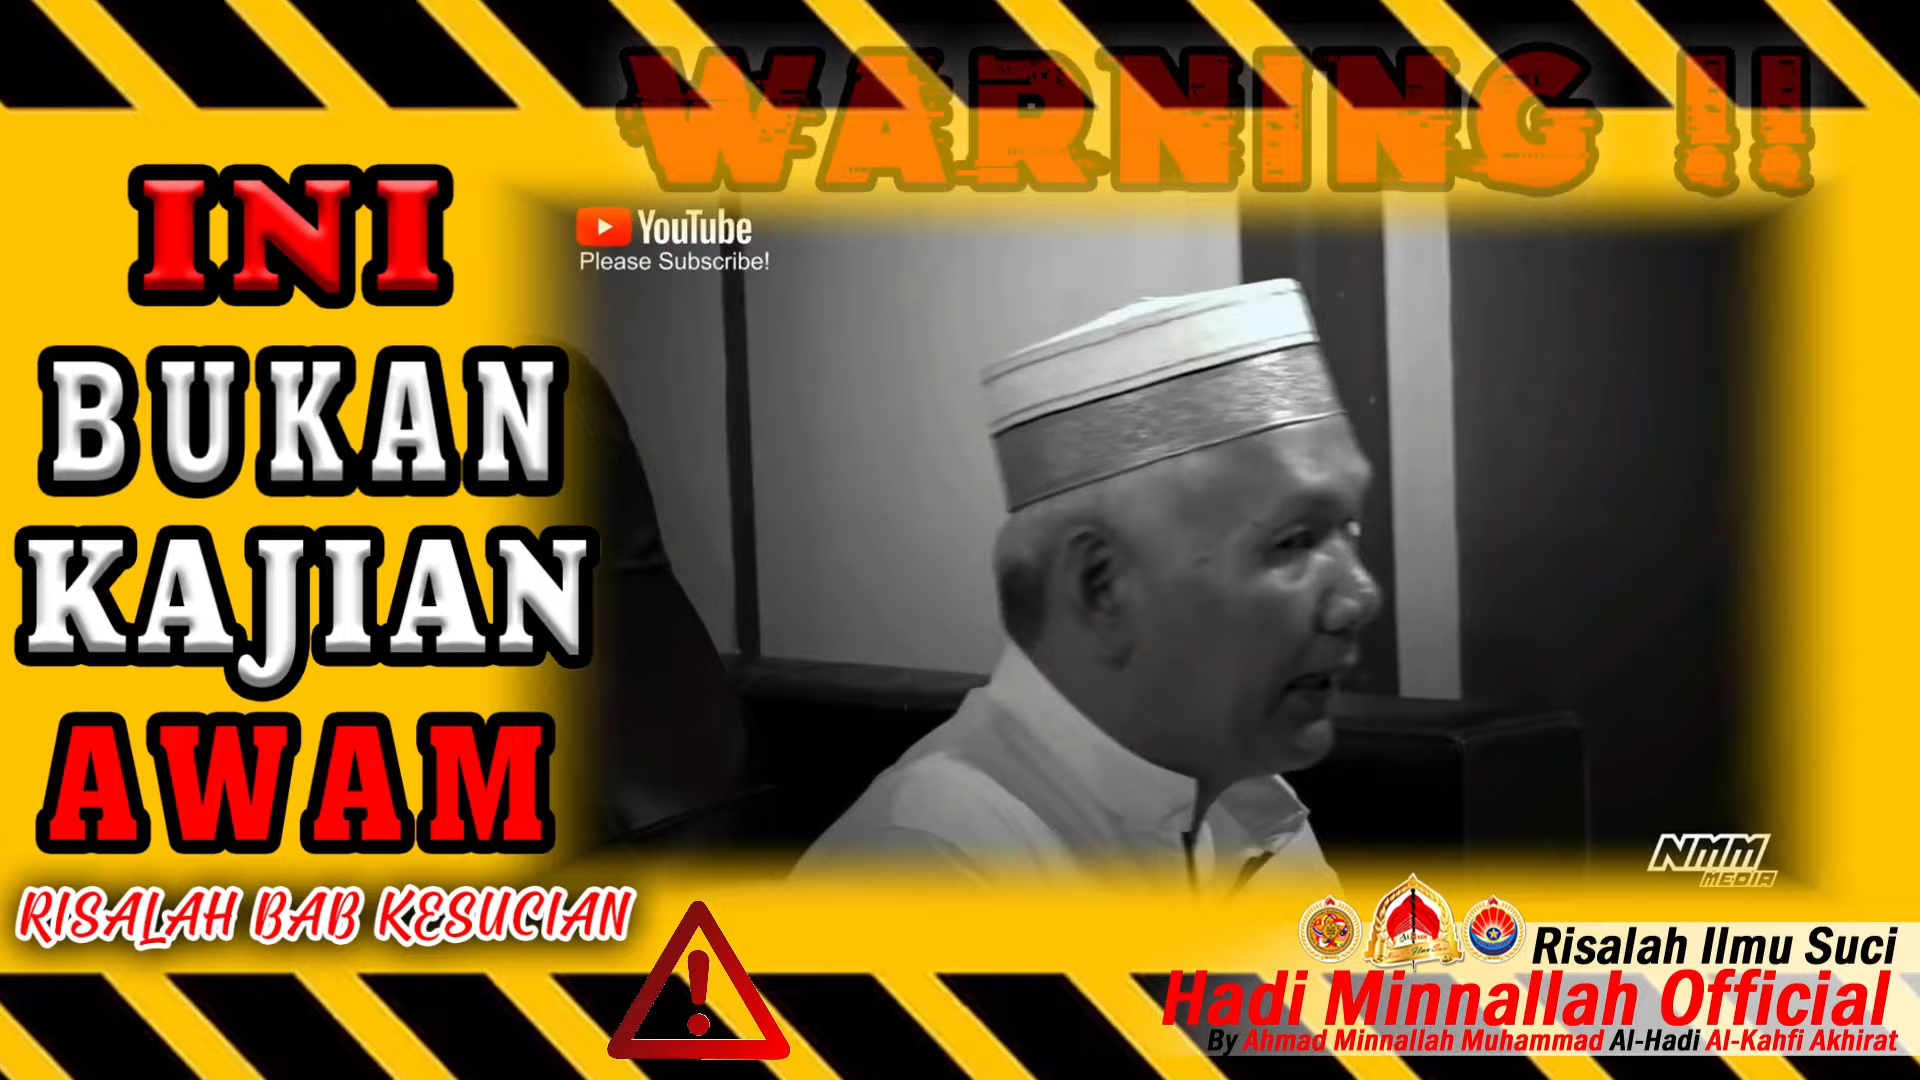 WARNING !!
YouTube
Please Subscribe!
INI
BUKAN
KAJIAN
AWAM
RISALAH BAB KESUCIAN
NMM
MEDIA
Risalah Ilmu Suci
Hadi Minnallah Official
By Ahmad Minnallah Muhammad Al-Hadi Al-Kahfi Akhirat